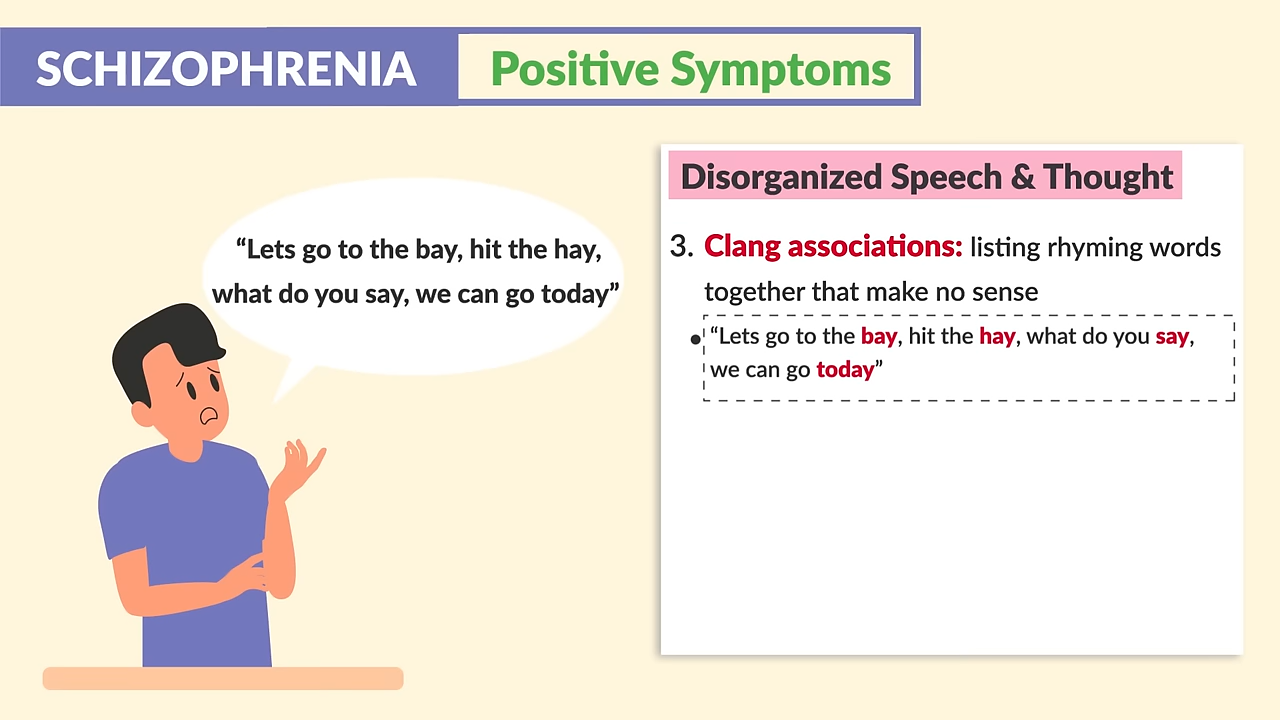 SCHIZOPHRENIA Positive Symptoms
“Lets go to the bay, hit the hay,
what do you say, we can go today”
Disorganized Speech & Thought
3. Clang associations: listing rhyming words
together that make no sense
• “Lets go to the bay, hit the hay, what do you say,
we can go today”